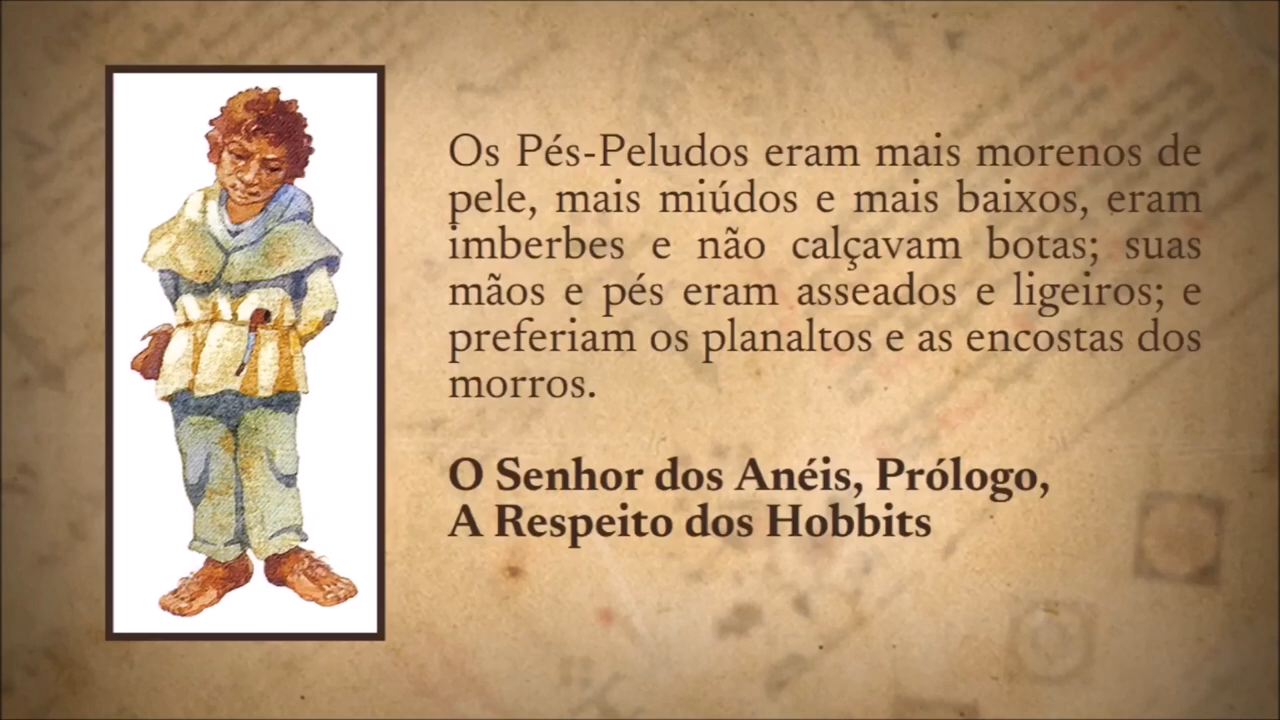 Os Pés-Peludos eram mais morenos de
pele, mais miúdos e mais baixos, eram
imberbes e não calçavam botas; suas
mãos e pés eram asseados e ligeiros; e
preferiam os planaltos e as encostas dos
morros.
O Senhor dos Anéis, Prólogo,
A Respeito dos Hobbits